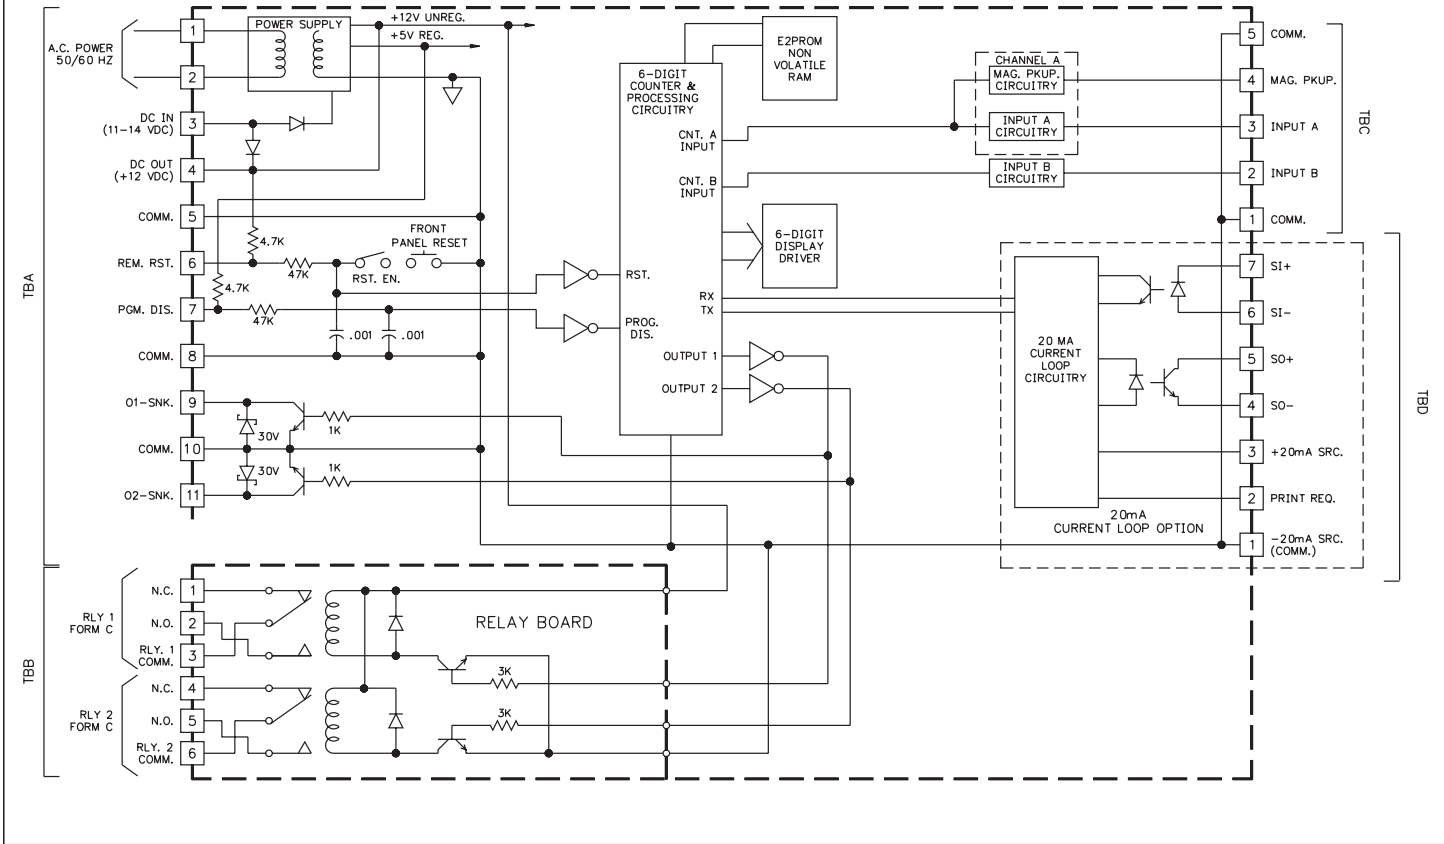 A.C. POWER
50/60 HZ
1
2
POWER SUPPLY
+12V UNREG.
+5V REG.
DC IN
(11-14 VDC)
3
DC OUT
(+12 VDC)
4
COMM.
5
REM. RST.
6
PGM. DIS.
7
COMM.
8
O1-SNK.
9
COMM.
10
O2-SNK.
11
TBA
4.7K
4.7K
47K
47K
FRONT
PANEL RESET
RST. EN.
.001
.001
30V
30V
1K
1K
6-DIGIT
COUNTER &
PROCESSING
CIRCUITRY
CNT. A
INPUT
CNT. B
INPUT
RST.
PROG.
DIS.
RX
TX
OUTPUT 1
OUTPUT 2
E2PROM
NON
VOLATILE
RAM
6-DIGIT
DISPLAY
DRIVER
CHANNEL A
MAG. PKUP.
CIRCUITRY
INPUT A
CIRCUITRY
INPUT B
CIRCUITRY
5
COMM.
4
MAG. PKUP.
3
INPUT A
2
INPUT B
1
COMM.
TBC
20 MA
CURRENT
LOOP
CIRCUITRY
7
SI+
6
SI-
5
SO+
4
SO-
3
+20mA SRC.
2
PRINT REQ.
1
-20mA SRC.
(COMM.)
20mA
CURRENT LOOP OPTION
TBD
TBB
RLY 1
FORM C
N.C.
1
N.O.
2
RLY. 1
COMM.
3
RLY 2
FORM C
N.C.
4
N.O.
5
RLY. 2
COMM.
6
RELAY BOARD
3K
3K